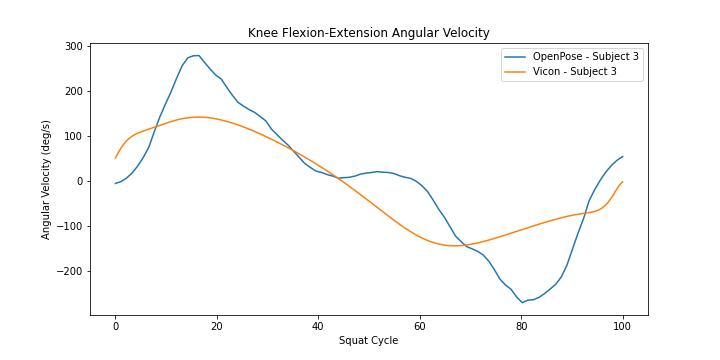 Knee Flexion-Extension Angular Velocity
OpenPose - Subject 3
Vicon - Subject 3
Angular Velocity (deg/s)
300
200
100
0
−100
−200
0
20
40
60
80
100
Squat Cycle